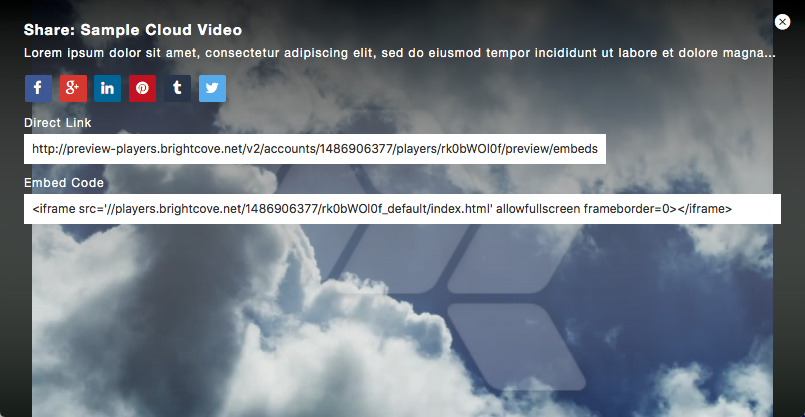 Share: Sample Cloud Video
Lorem ipsum dolor sit amet, consectetur adipiscing elit, sed do eiusmod tempor incididunt ut labore et dolore magna...
f g+ in p t
Direct Link
http://preview-players.brightcove.net/v2/accounts/1486906377/players/rk0bWOl0f/preview/embeds
Embed Code
<iframe src='//players.brightcove.net/1486906377/rk0bWOl0f_default/index.html' allowfullscreen frameborder=0></iframe>